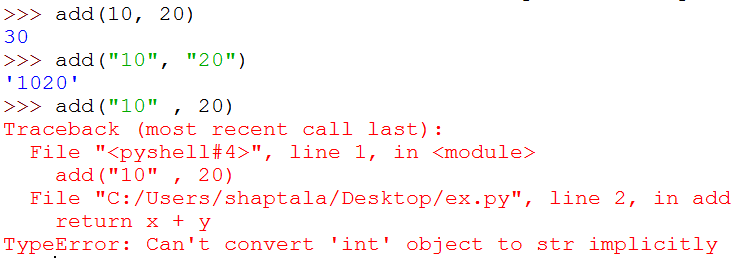 >>> add(10, 20)
30
>>> add("10", "20")
'1020'
>>> add("10" , 20)
Traceback (most recent call last):
  File "<pyshell#4>", line 1, in <module>
    add("10" , 20)
  File "C:/Users/shaptala/Desktop/ex.py", line 2, in add
    return x + y
TypeError: Can't convert 'int' object to str implicitly